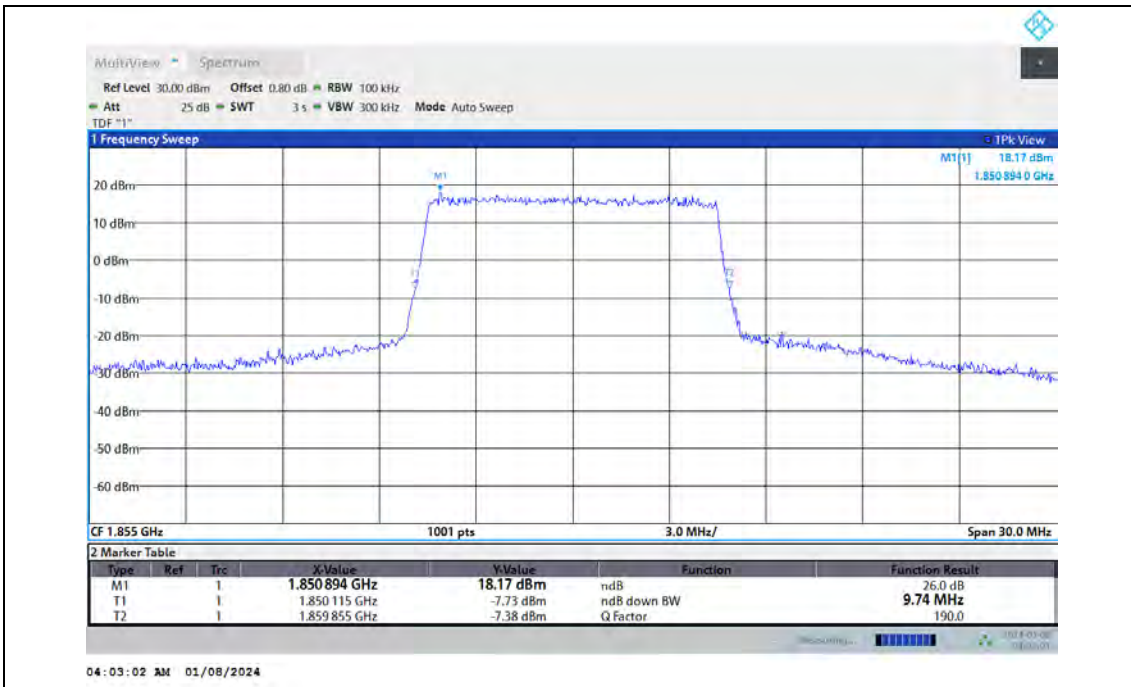 MultiView Spectrum
Ref Level 30.00 dBm Offset 0.80 dB RBW 100 kHz
Att 25 dB SWT 3 s VBW 300 kHz Mode Auto Sweep
TDF "1"
1 Frequency Sweep 1Pk View
M1[1] 18.17 dBm
1.850 894 0 GHz
M1
20 dBm
10 dBm
0 dBm
T1 T2
-10 dBm
-20 dBm
-30 dBm
-40 dBm
-50 dBm
-60 dBm
CF 1.855 GHz 1001 pts 3.0 MHz/ Span 30.0 MHz
2 Marker Table
Type Ref Trc X-Value Y-Value Function Function Result
M1 1 1.850 894 GHz 18.17 dBm ndB 26.0 dB
T1 1 1.850 115 GHz -7.73 dBm ndB down BW 9.74 MHz
T2 1 1.859 855 GHz -7.38 dBm Q Factor 190.0
Measuring...
04:03:02 AM 01/08/2024